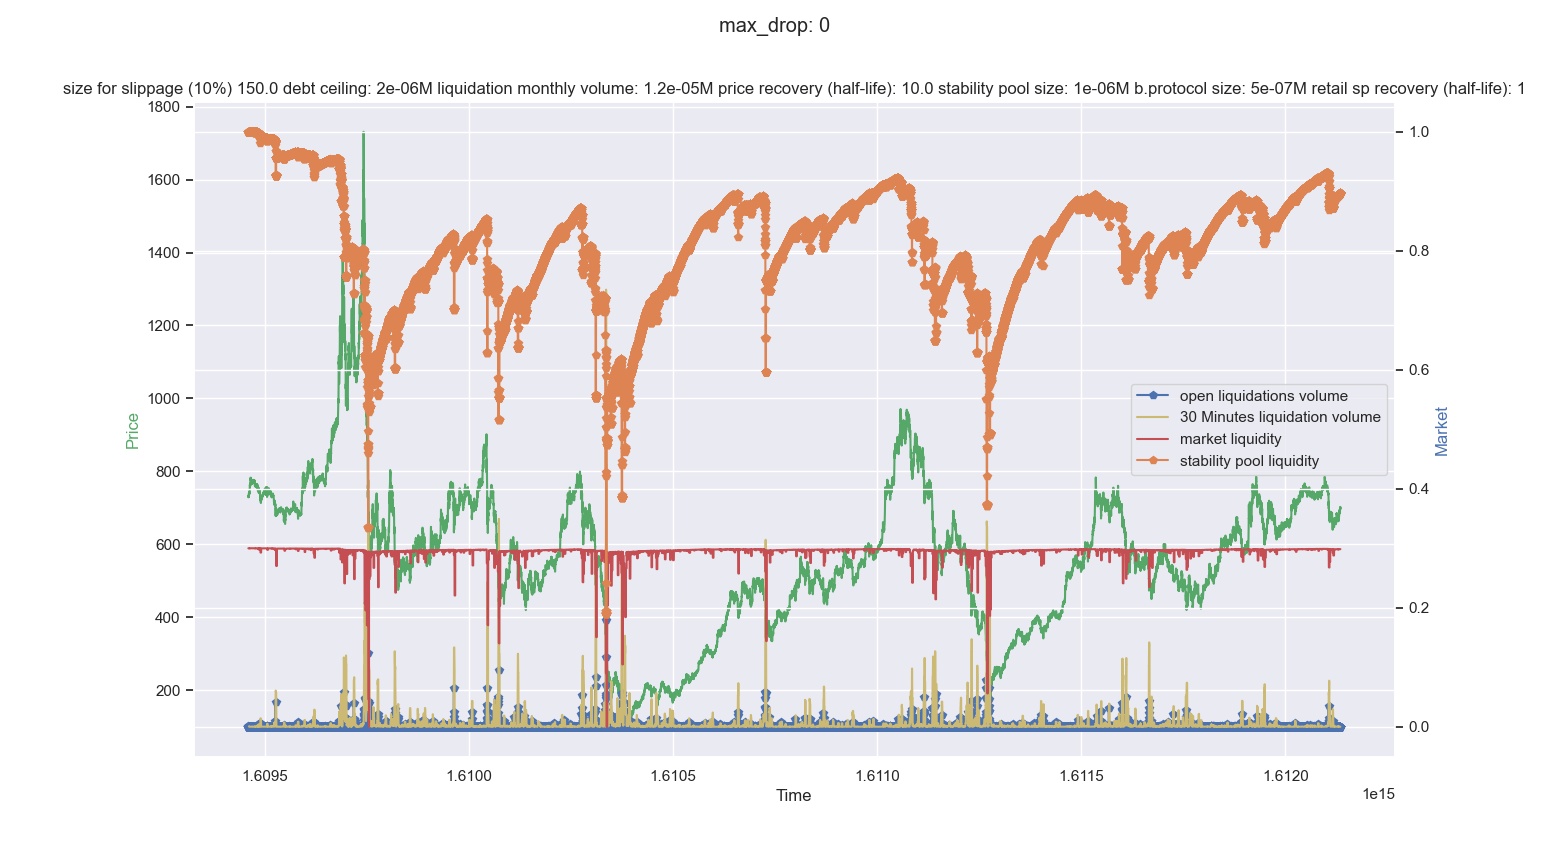 max_drop: 0
size for slippage (10%) 150.0 debt ceiling: 2e-06M liquidation monthly volume: 1.2e-05M price recovery (half-life): 10.0 stability pool size: 1e-06M b.protocol size: 5e-07M retail sp recovery (half-life): 1
1800
1600
1400
1200
1000
800
600
400
200
Price
1.0
0.8
0.6
0.4
0.2
0.0
Market
open liquidations volume
30 Minutes liquidation volume
market liquidity
stability pool liquidity
1.6095
1.6100
1.6105
1.6110
1.6115
1.6120
1e15
Time